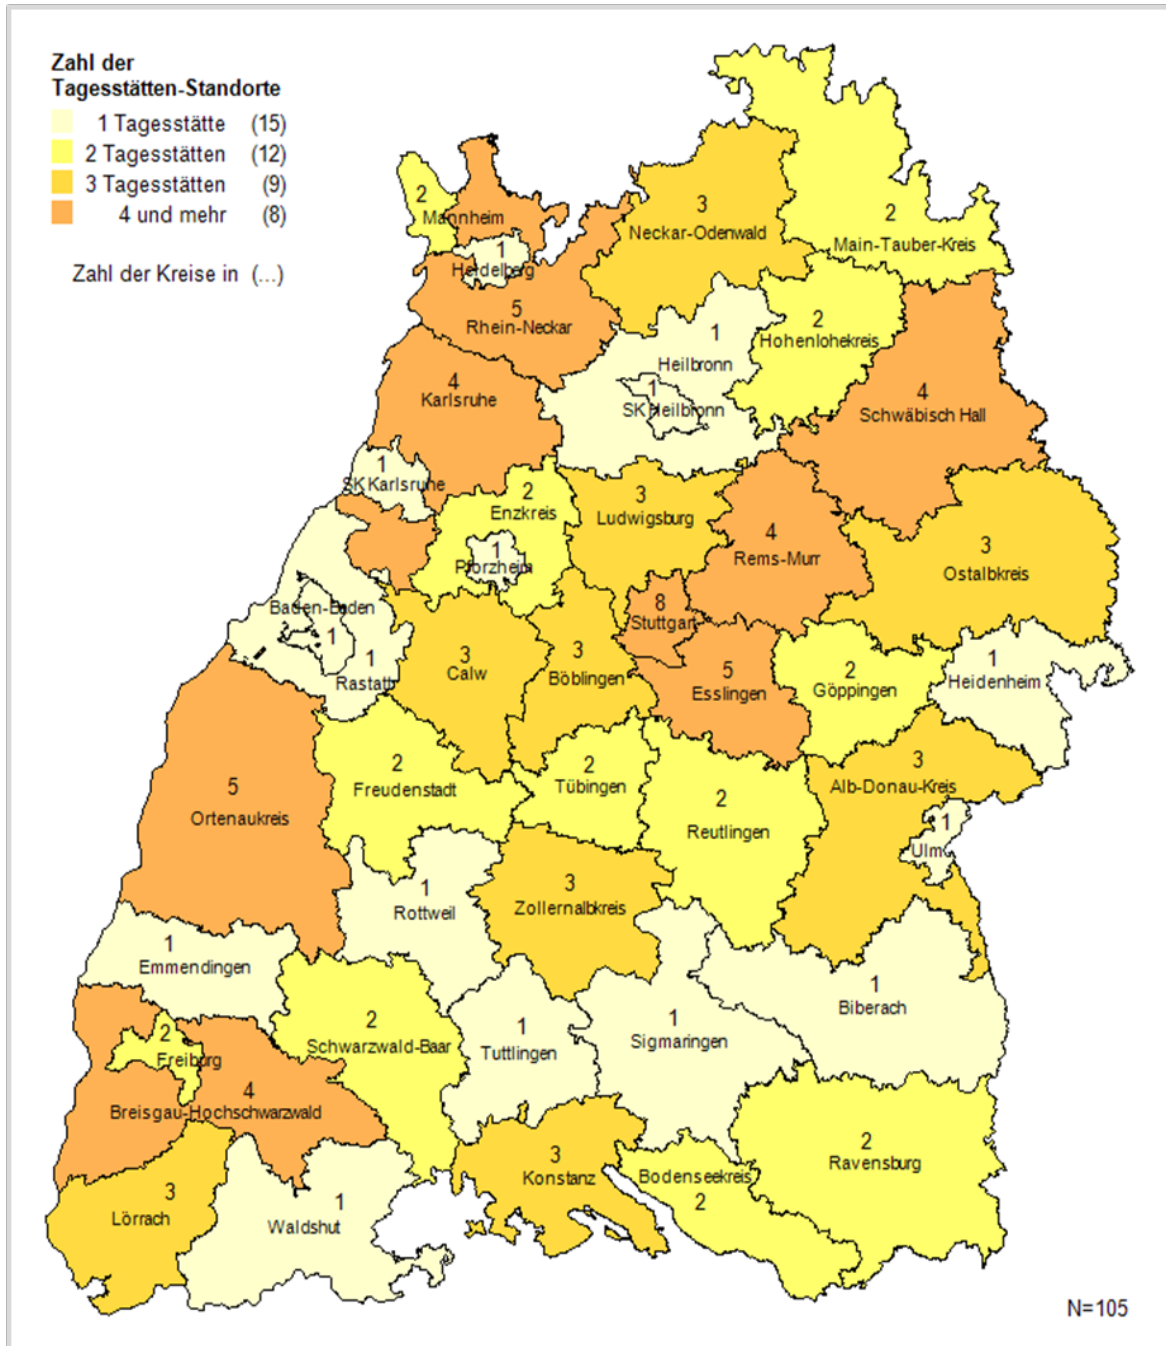 Zahl der
Tagesstätten-Standorte
1 Tagesstätte (15)
2 Tagesstätten (12)
3 Tagesstätten (9)
4 und mehr (8)
Zahl der Kreise in (...)
2
Mannheim
1
Heidelberg
5
Rhein-Neckar
3
Neckar-Odenwald
2
Main-Tauber-Kreis
1
Heilbronn
1
SK Heilbronn
2
Hohenlohekreis
4
Schwäbisch Hall
4
Karlsruhe
1
SK Karlsruhe
2
Enzkreis
1
Pforzheim
3
Ludwigsburg
4
Rems-Murr
3
Ostalbkreis
Baden-Baden
1
1
Rastatt
3
Calw
3
Böblingen
8
Stuttgart
5
Esslingen
2
Göppingen
1
Heidenheim
5
Ortenaukreis
2
Freudenstadt
2
Tübingen
2
Reutlingen
3
Alb-Donau-Kreis
1
Ulm
1
Rottweil
3
Zollernalbkreis
1
Emmendingen
2
Freiburg
4
Breisgau-Hochschwarzwald
2
Schwarzwald-Baar
1
Tuttlingen
1
Sigmaringen
1
Biberach
3
Lörrach
1
Waldshut
3
Konstanz
Bodenseekreis
2
2
Ravensburg
N=105